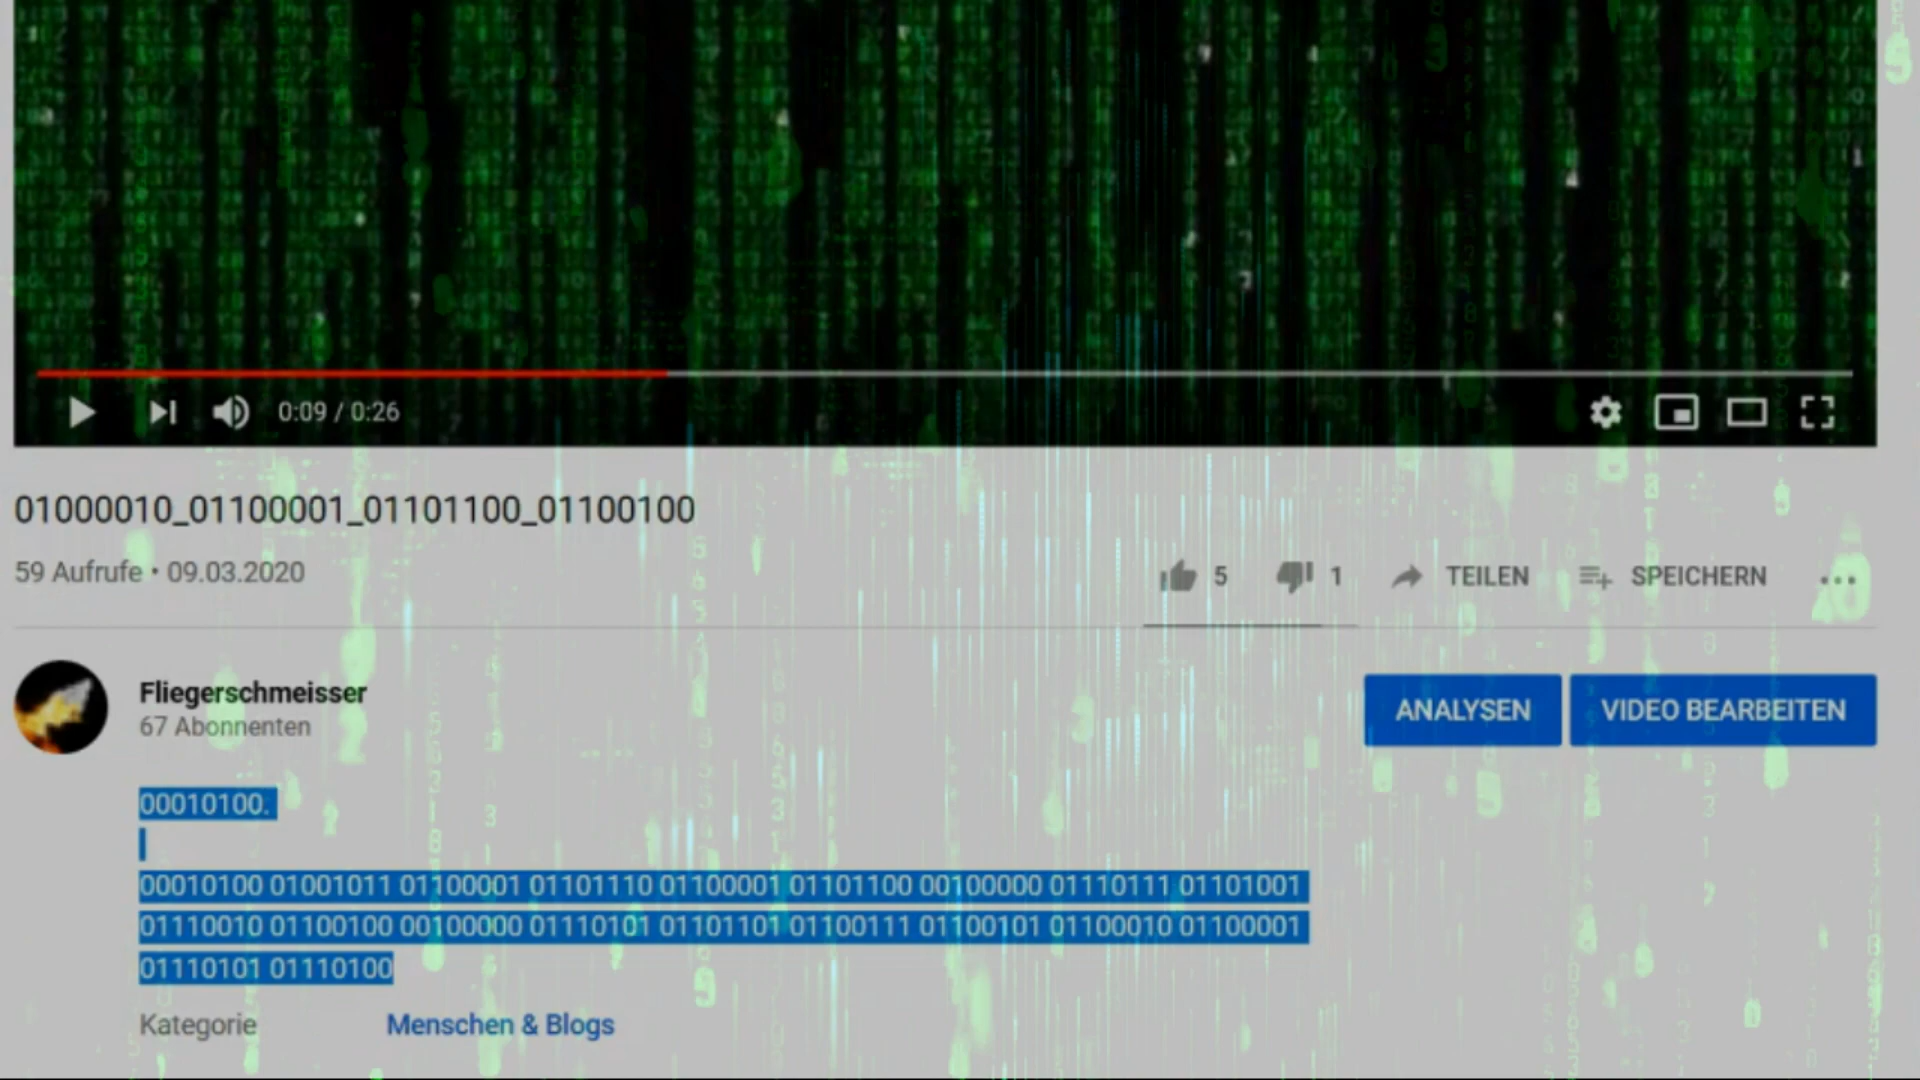 0:09 / 0:26
01000010_01100001_01101100_01100100
59 Aufrufe • 09.03.2020
5 1 TEILEN SPEICHERN
Fliegerschmeisser
67 Abonnenten
ANALYSEN VIDEO BEARBEITEN
00010100.
00010100 01001011 01100001 01101110 01100001 01101100 00100000 01110111 01101001
01110010 01100100 00100000 01110101 01101101 01100111 01100101 01100010 01100001
01110101 01110100
Kategorie Menschen & Blogs